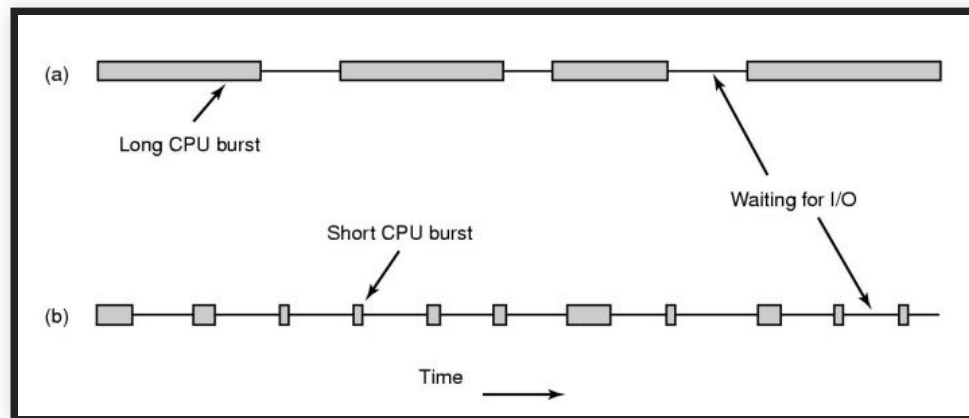 (a)
Long CPU burst
Waiting for I/O
Short CPU burst
(b)
Time